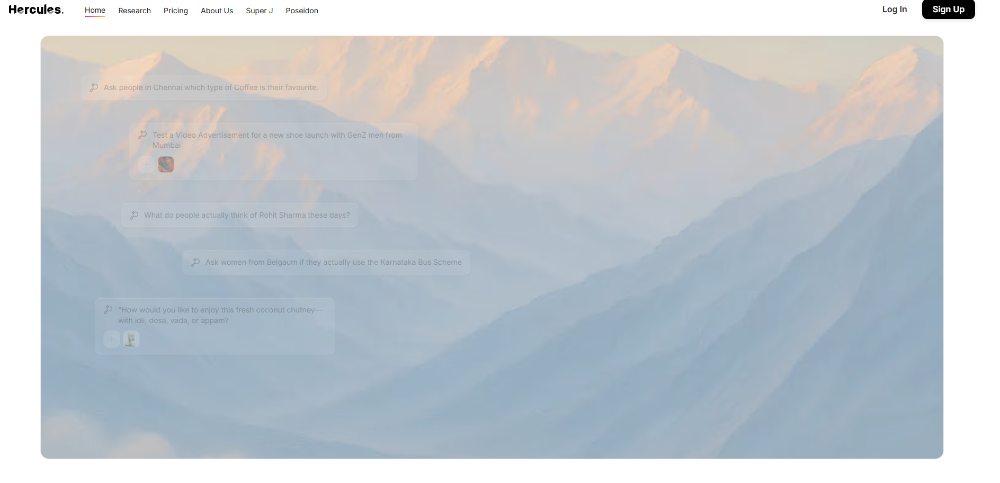 Hercules.
Home Research Pricing About Us Super J Poseidon
Log In
Sign Up
Ask people in Chennai which type of Coffee is their favourite.
Test a Video Advertisement for a new shoe launch with GenZ men from
Mumbai
What do people actually think of Rohit Sharma these days?
Ask women from Belgaum if they actually use the Karnataka Bus Scheme
"How would you like to enjoy this fresh coconut chutney—
with idli, dosa, vada, or appam?